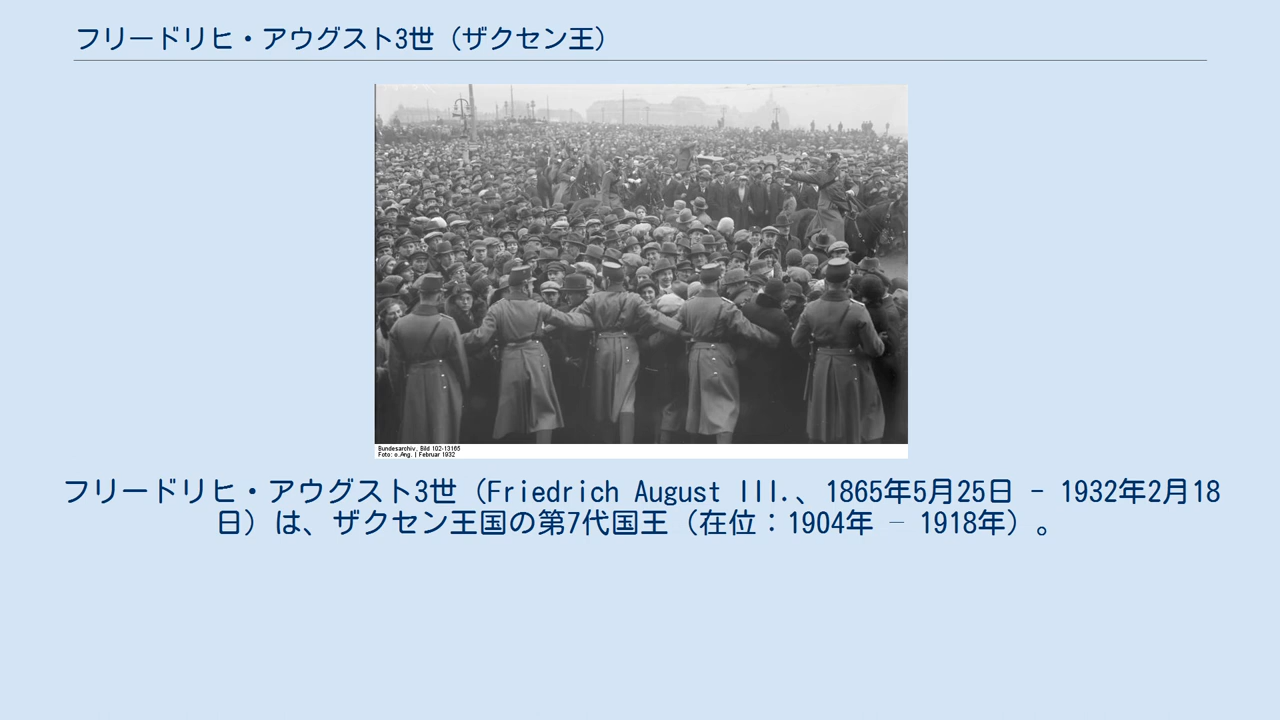 フリードリヒ・アウグスト3世（ザクセン王）
Bundesarchiv, Bild 102-13165
Foto: o.Ang. | Februar 1932
フリードリヒ・アウグスト3世（Friedrich August III.、1865年5月25日 - 1932年2月18
日）は、ザクセン王国の第7代国王（在位：1904年 – 1918年）。